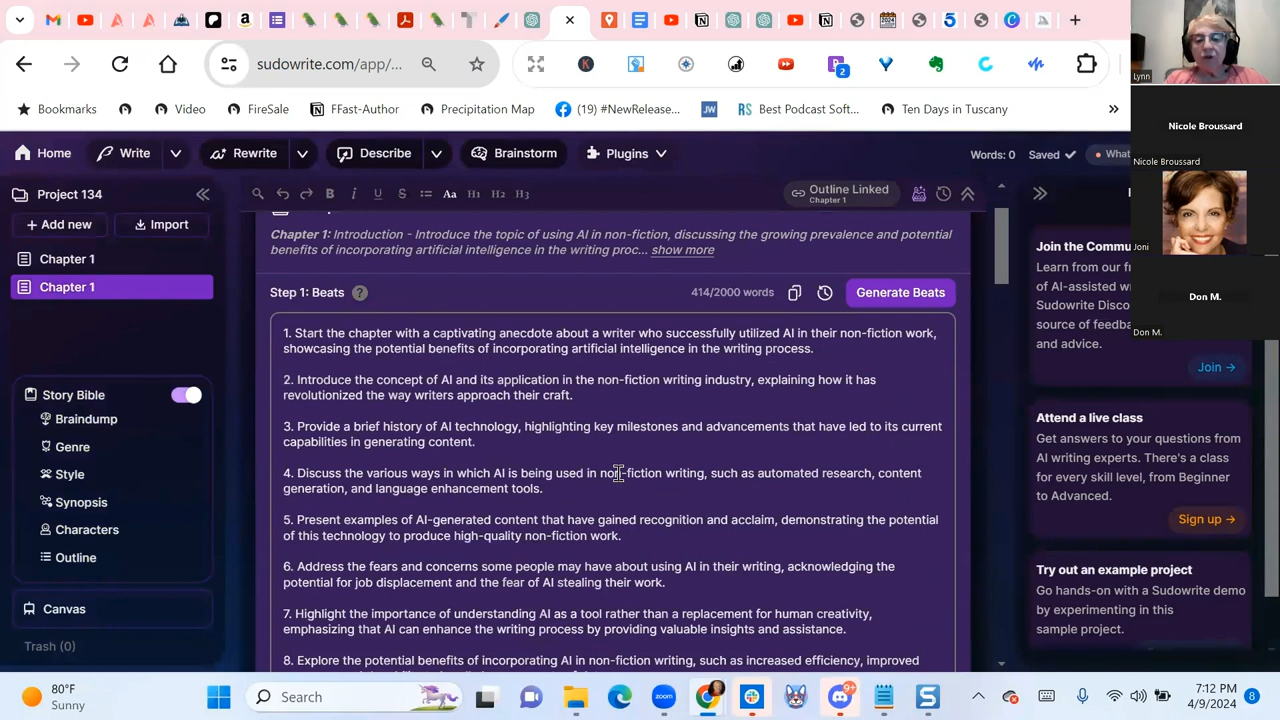 sudowrite.com/app/...
2
Bookmarks
Video
FireSale
FFast-Author
Precipitation Map
(19) #NewRelease...
JW
RS Best Podcast Soft...
Ten Days in Tuscany
»
Home
Write
Rewrite
Describe
Brainstorm
Plugins
Words: 0
Saved
What
Project 134
+ Add new
Import
Chapter 1
Chapter 1
Story Bible
Braindump
Genre
Style
Synopsis
Characters
Outline
Canvas
Trash (0)
B i U S Aa H1 H2 H3
Outline Linked
Chapter 1
Chapter 1: Introduction - Introduce the topic of using AI in non-fiction, discussing the growing prevalence and potential
benefits of incorporating artificial intelligence in the writing proc... show more
Step 1: Beats ?
414/2000 words
Generate Beats
1. Start the chapter with a captivating anecdote about a writer who successfully utilized AI in their non-fiction work,
showcasing the potential benefits of incorporating artificial intelligence in the writing process.
2. Introduce the concept of AI and its application in the non-fiction writing industry, explaining how it has
revolutionized the way writers approach their craft.
3. Provide a brief history of AI technology, highlighting key milestones and advancements that have led to its current
capabilities in generating content.
4. Discuss the various ways in which AI is being used in non-fiction writing, such as automated research, content
generation, and language enhancement tools.
5. Present examples of AI-generated content that have gained recognition and acclaim, demonstrating the potential
of this technology to produce high-quality non-fiction work.
6. Address the fears and concerns some people may have about using AI in their writing, acknowledging the
potential for job displacement and the fear of AI stealing their work.
7. Highlight the importance of understanding AI as a tool rather than a replacement for human creativity,
emphasizing that AI can enhance the writing process by providing valuable insights and assistance.
8. Explore the potential benefits of incorporating AI in non-fiction writing, such as increased efficiency, improved
Join the Commu
Learn from our f
of AI-assisted w
Sudowrite Disco
source of feedba
and advice.
Join →
Attend a live class
Get answers to your questions
from AI writing experts. There's a class
for every skill level, from Beginner
to Advanced.
Sign up →
Try out an example
project
Go hands-on with a Sudowrite demo
by experimenting in this
sample project.
Lynn
Nicole Broussard
Nicole Broussard
Joni
Don M.
Don M.
80°F
Sunny
Search
zoom
9+
7:12 PM
4/9/2024
8